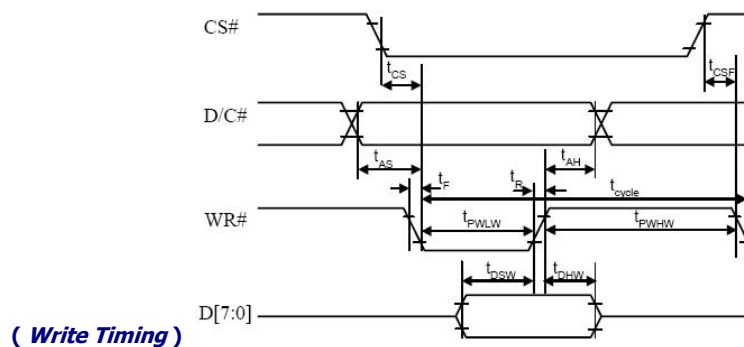 CS#
tCS
tCSF
D/C#
tAS
tAH
tF
tR
tcycle
WR#
tPWLW
tPWHW
tDSW
tDHW
D[7:0]
( Write Timing )